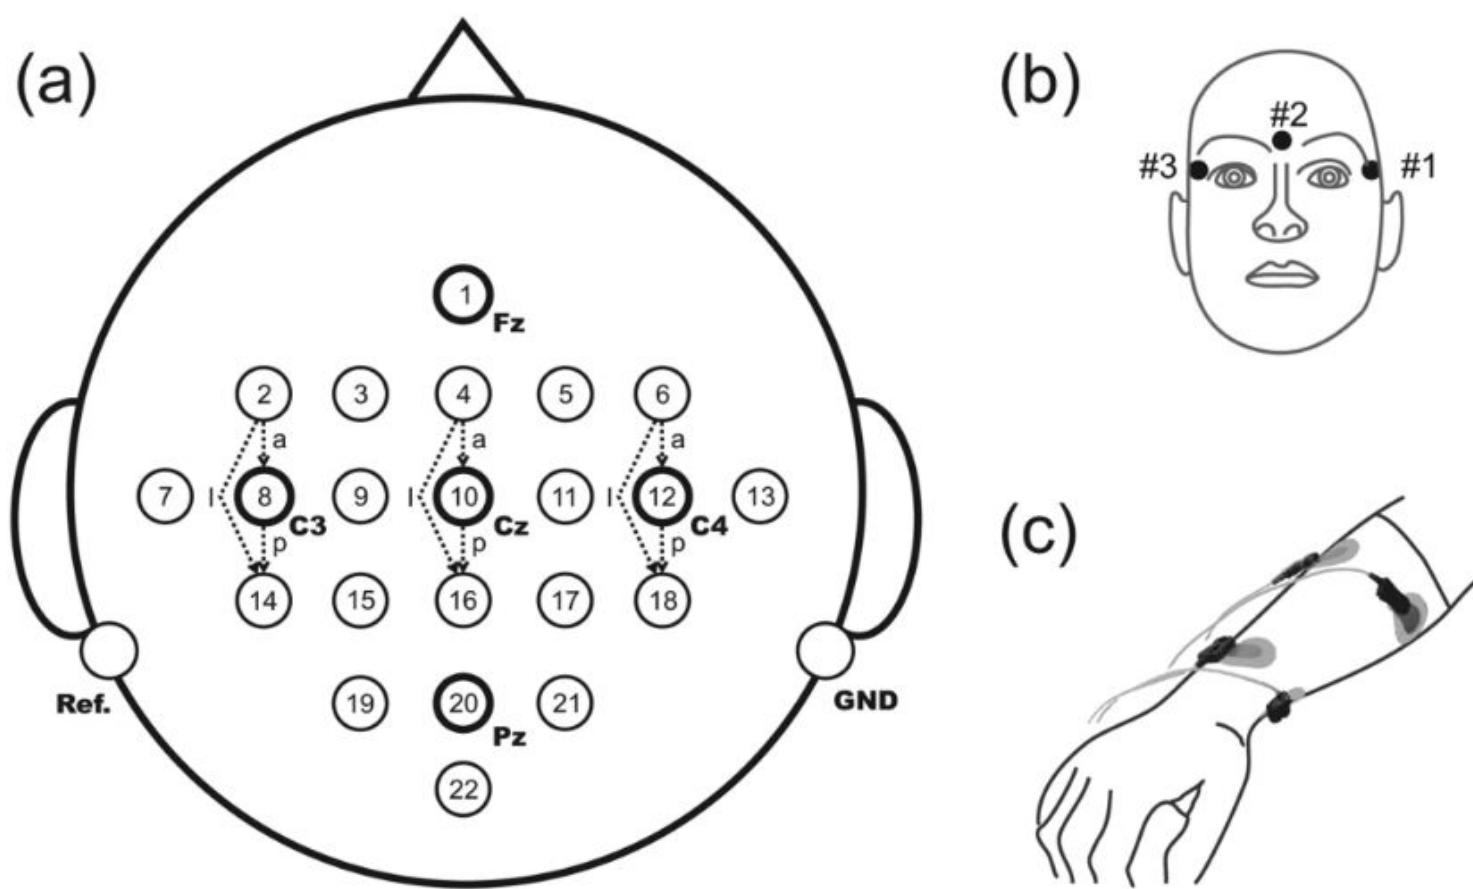 (a)
1
Fz
2 3 4 5 6
a a a
7 l 8 9 l 10 11 l 12 13
C3 Cz C4
p p p
14 15 16 17 18
Ref. GND
19 20 21
Pz
22
(b)
#2
#3 #1
(c)